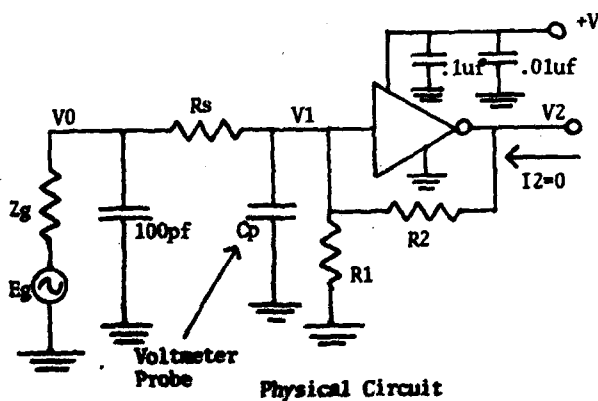 +V
.1uf
.01uf
V0
Rs
V1
V2
I2=0
Zg
100pf
Cp
R2
R1
Eg
Voltmeter
Probe
Physical Circuit